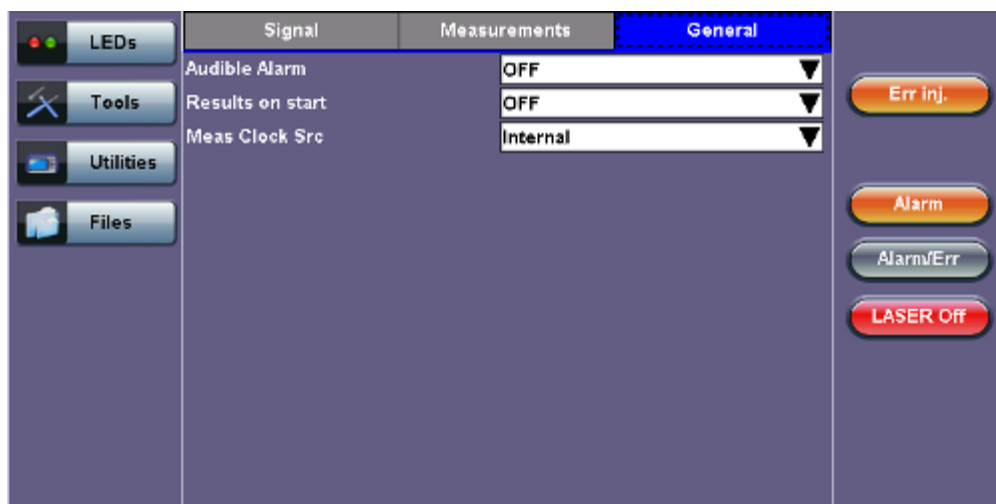 LEDs
Tools
Utilities
Files
Signal Measurements General
Audible Alarm OFF
Results on start OFF
Meas Clock Src Internal
Err inj.
Alarm
Alarm/Err
LASER Off